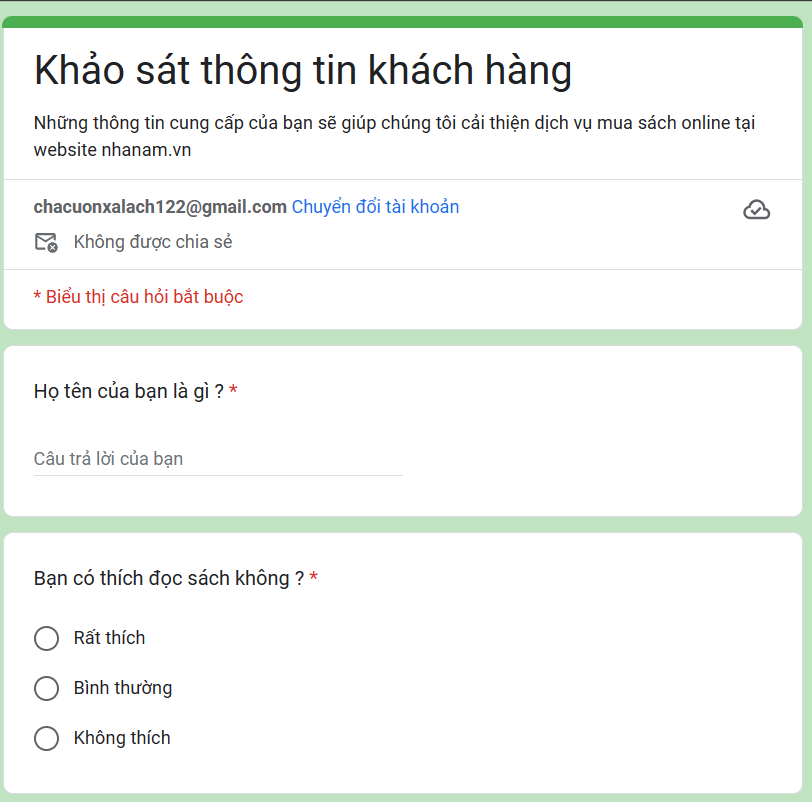 Khảo sát thông tin khách hàng
Những thông tin cung cấp của bạn sẽ giúp chúng tôi cải thiện dịch vụ mua sách online tại
website nhanam.vn
chacuonxalach122@gmail.com Chuyển đổi tài khoản
Không được chia sẻ
* Biểu thị câu hỏi bắt buộc
Họ tên của bạn là gì ? *
Câu trả lời của bạn
Bạn có thích đọc sách không ? *
Rất thích
Bình thường
Không thích